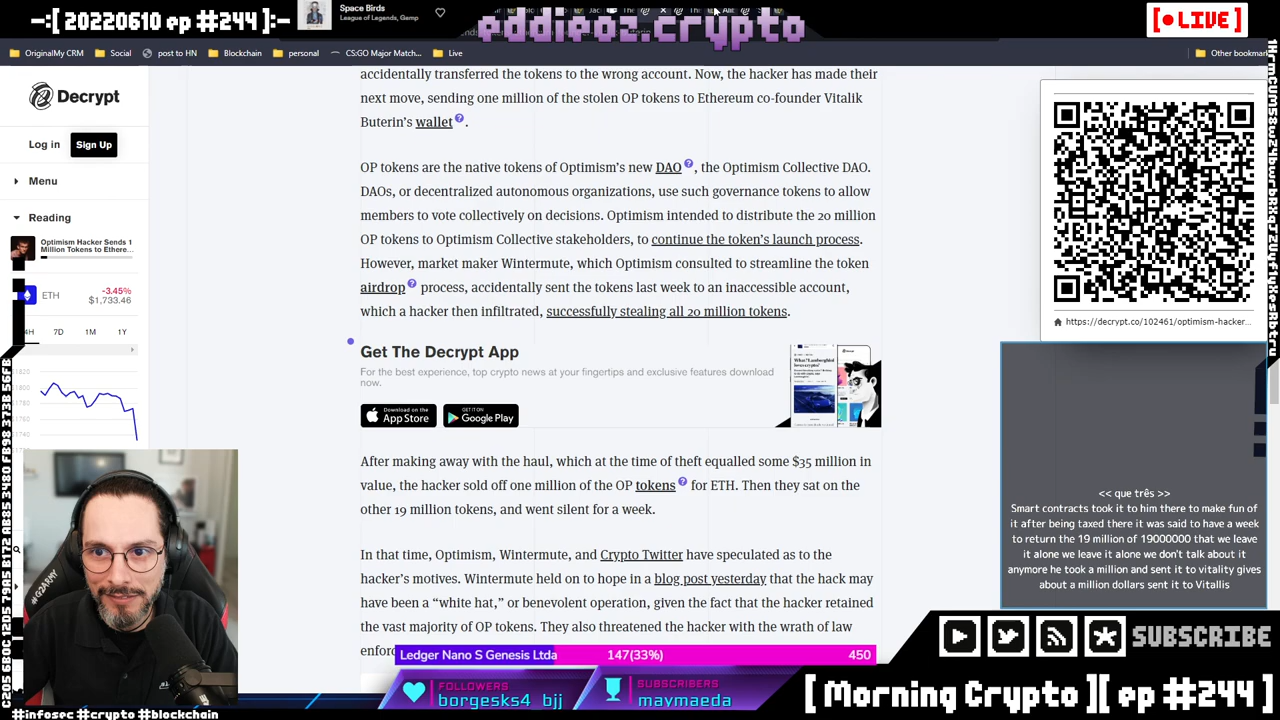 -:[ 20220610 ep #244 ]:-
Space Birds
League of Legends, Gamp
eddieoz.crypto
[● LIVE]
OriginalMy CRM
Social
post to HN
Blockchain
personal
CS:GO Major Match...
Live
Other bookmar
Decrypt
Log in
Sign Up
Menu
Reading
Optimism Hacker Sends 1
Million Tokens to Ethere...
ETH
-3.45%
$1,733.46
4H
7D
1M
1Y
accidentally transferred the tokens to the wrong account. Now, the hacker has made their
next move, sending one million of the stolen OP tokens to Ethereum co-founder Vitalik
Buterin's wallet ?.
OP tokens are the native tokens of Optimism's new DAO ?, the Optimism Collective DAO.
DAOs, or decentralized autonomous organizations, use such governance tokens to allow
members to vote collectively on decisions. Optimism intended to distribute the 20 million
OP tokens to Optimism Collective stakeholders, to continue the token's launch process.
However, market maker Wintermute, which Optimism consulted to streamline the token
airdrop ? process, accidentally sent the tokens last week to an inaccessible account,
which a hacker then infiltrated, successfully stealing all 20 million tokens.
Get The Decrypt App
For the best experience, top crypto news at your fingertips and exclusive features download
now.
Download on the
App Store
GET IT ON
Google Play
After making away with the haul, which at the time of theft equalled some $35 million in
value, the hacker sold off one million of the OP tokens ? for ETH. Then they sat on the
other 19 million tokens, and went silent for a week.
In that time, Optimism, Wintermute, and Crypto Twitter have speculated as to the
hacker's motives. Wintermute held on to hope in a blog post yesterday that the hack may
have been a “white hat,” or benevolent operation, given the fact that the hacker retained
the vast majority of OP tokens. They also threatened the hacker with the wrath of law
https://decrypt.co/102461/optimism-hacker...
<< que três >>
Smart contracts took it to him there to make fun of
it after being taxed there it was said to have a week
to return the 19 million of 19000000 that we leave
it alone we leave it alone we don't talk about it
anymore he took a million and sent it to vitality gives
about a million dollars sent it to Vitallis
Ledger Nano S Genesis Ltda
147(33%)
450
FOLLOWERS
borgesks4_bjj
SUBSCRIBERS
maymaeda
SUBSCRIBE
[ Morning Crypto ][ ep #244 ]
#infosec #crypto #blockchain